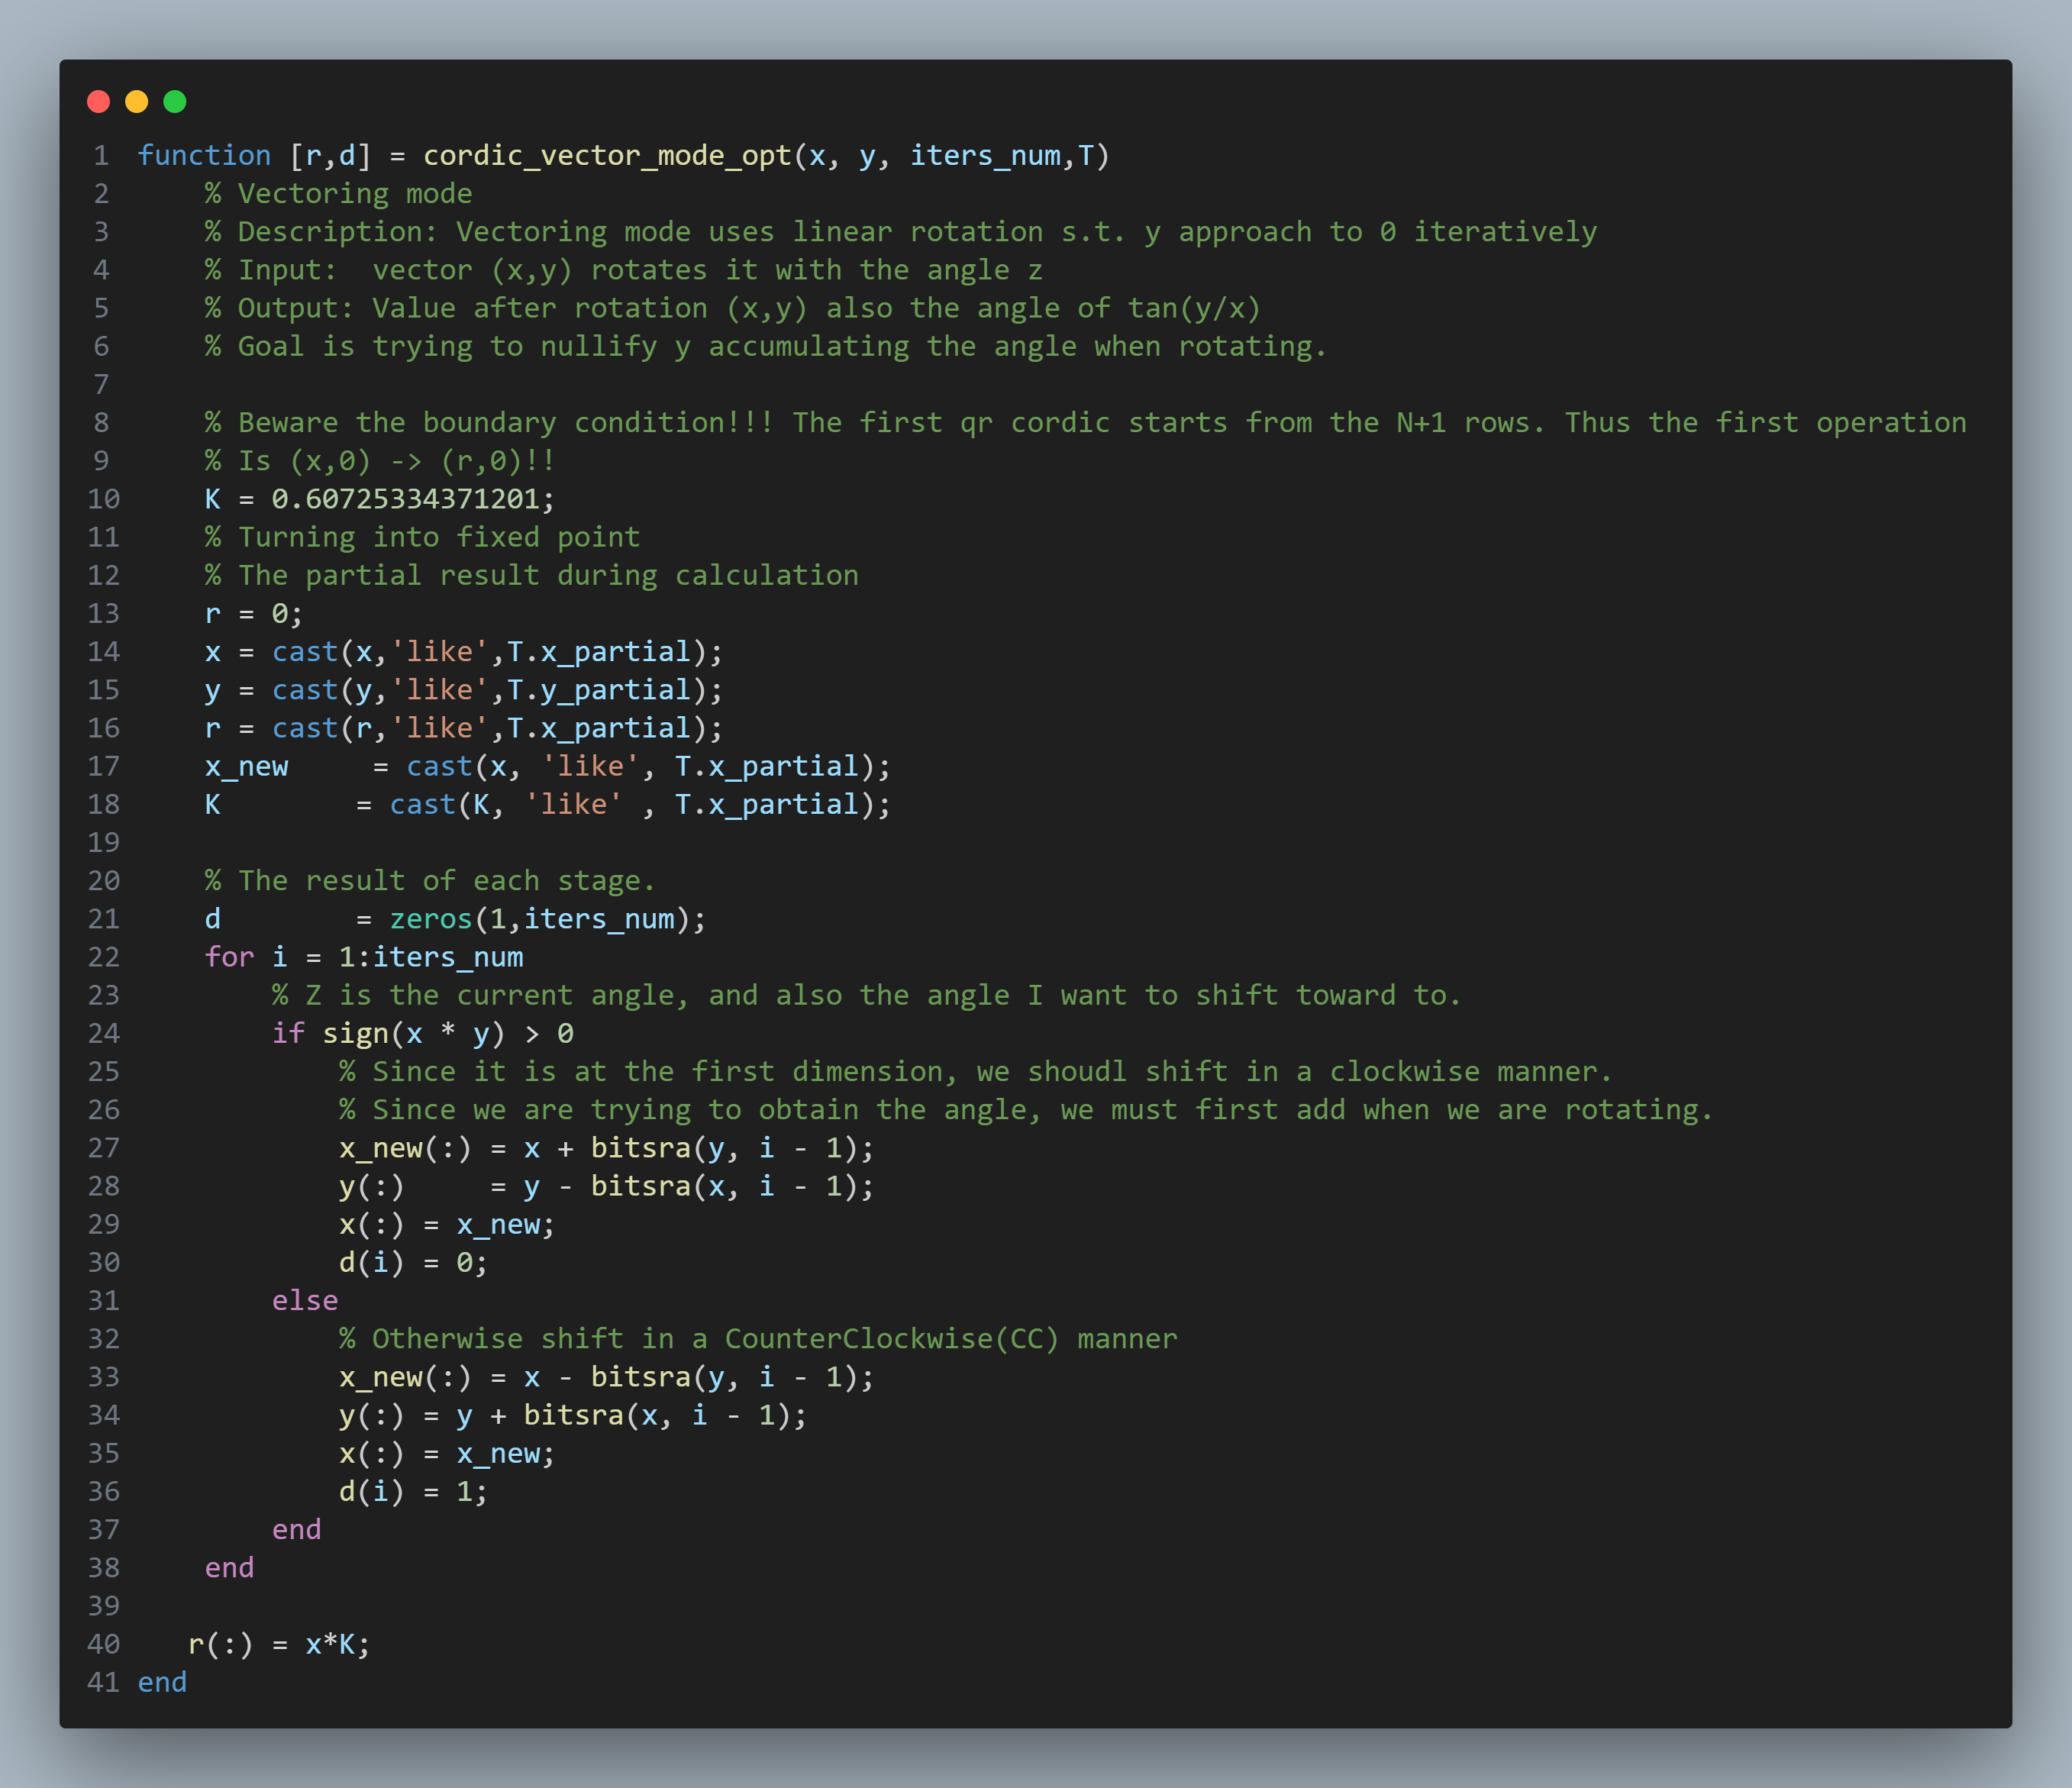 1 function [r,d] = cordic_vector_mode_opt(x, y, iters_num,T)
2     % Vectoring mode
3     % Description: Vectoring mode uses linear rotation s.t. y approach to 0 iteratively
4     % Input:  vector (x,y) rotates it with the angle z
5     % Output: Value after rotation (x,y) also the angle of tan(y/x)
6     % Goal is trying to nullify y accumulating the angle when rotating.
7
8     % Beware the boundary condition!!! The first qr cordic starts from the N+1 rows. Thus the first operation
9     % Is (x,0) -> (r,0)!!
10     K = 0.60725334371201;
11     % Turning into fixed point
12     % The partial result during calculation
13     r = 0;
14     x = cast(x,'like',T.x_partial);
15     y = cast(y,'like',T.y_partial);
16     r = cast(r,'like',T.x_partial);
17     x_new     = cast(x, 'like', T.x_partial);
18     K        = cast(K, 'like' , T.x_partial);
19
20     % The result of each stage.
21     d        = zeros(1,iters_num);
22     for i = 1:iters_num
23         % Z is the current angle, and also the angle I want to shift toward to.
24         if sign(x * y) > 0
25             % Since it is at the first dimension, we shoudl shift in a clockwise manner.
26             % Since we are trying to obtain the angle, we must first add when we are rotating.
27             x_new(:) = x + bitsra(y, i - 1);
28             y(:)     = y - bitsra(x, i - 1);
29             x(:) = x_new;
30             d(i) = 0;
31         else
32             % Otherwise shift in a CounterClockwise(CC) manner
33             x_new(:) = x - bitsra(y, i - 1);
34             y(:) = y + bitsra(x, i - 1);
35             x(:) = x_new;
36             d(i) = 1;
37         end
38     end
39
40    r(:) = x*K;
41 end